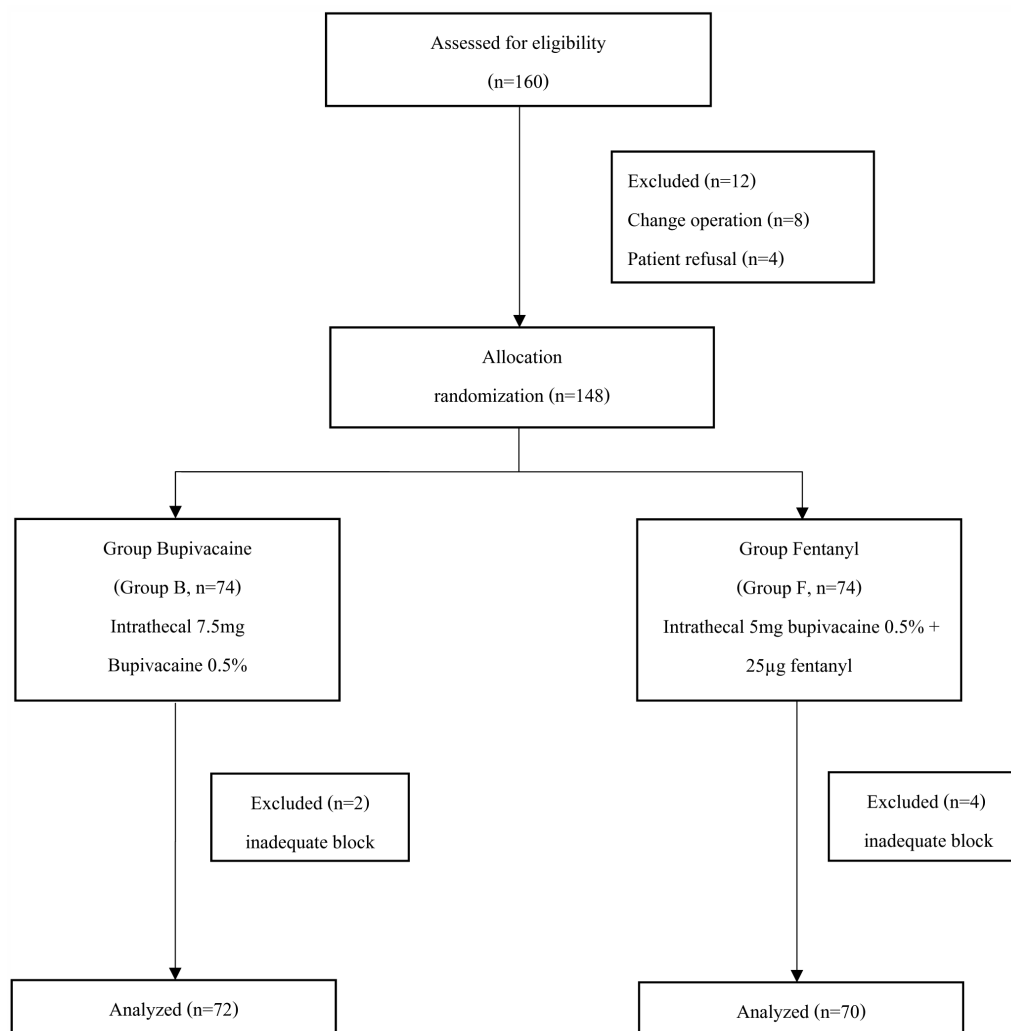 Assessed for eligibility
(n=160)
Excluded (n=12)
Change operation (n=8)
Patient refusal (n=4)
Allocation
randomization (n=148)
Group Bupivacaine
(Group B, n=74)
Intrathecal 7.5mg
Bupivacaine 0.5%
Group Fentanyl
(Group F, n=74)
Intrathecal 5mg bupivacaine 0.5% +
25µg fentanyl
Excluded (n=2)
inadequate block
Excluded (n=4)
inadequate block
Analyzed (n=72)
Analyzed (n=70)